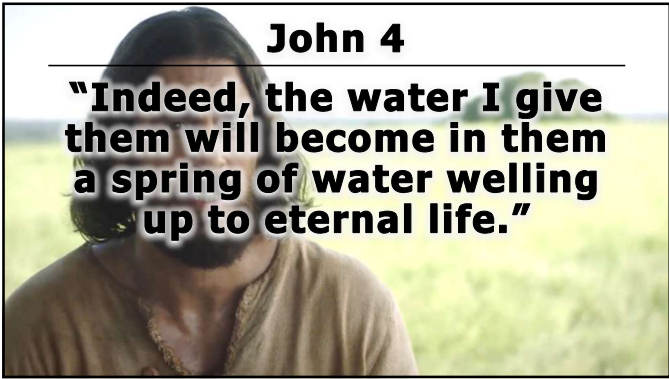 John 4
“Indeed, the water I give
them will become in them
a spring of water welling
up to eternal life.”